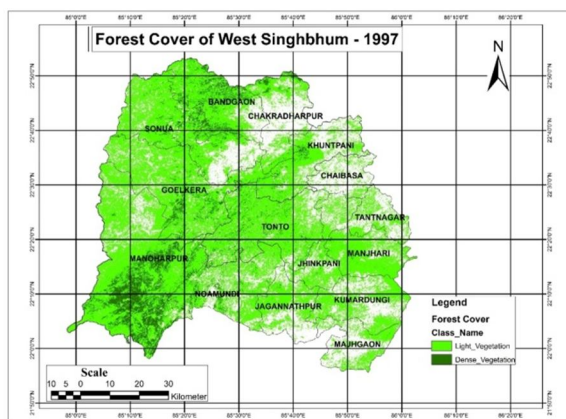 Forest Cover of West Singhbhum - 1997
N
85°0'0"E 85°10'0"E 85°20'0"E 85°30'0"E 85°40'0"E 85°50'0"E 86°0'0"E 86°10'0"E 86°20'0"E
BANDGAON
CHAKRADHARPUR
SONUA
KHUNTPANI
CHAIBASA
GOELKERA
TANTNAGAR
TONTO
MANJHARI
MANOHARPUR
JHINKPANI
NOAMUNDI
KUMARDUNGI
JAGANNATHPUR
MAJHGAON
Legend
Forest Cover
Class_Name
Light_Vegetation
Dense_Vegetation
Scale
10 5 0 10 20 30
Kilometer